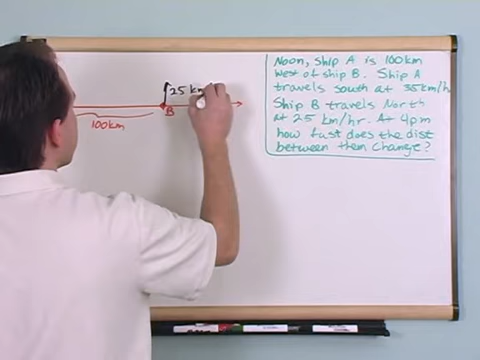 Noon, Ship A is 100km
West of ship B. Ship A
travels south at 35km/h
Ship B travels North
at 25 km/hr. At 4pm
how fast does the dist
between them Change?
25 km
B
100km